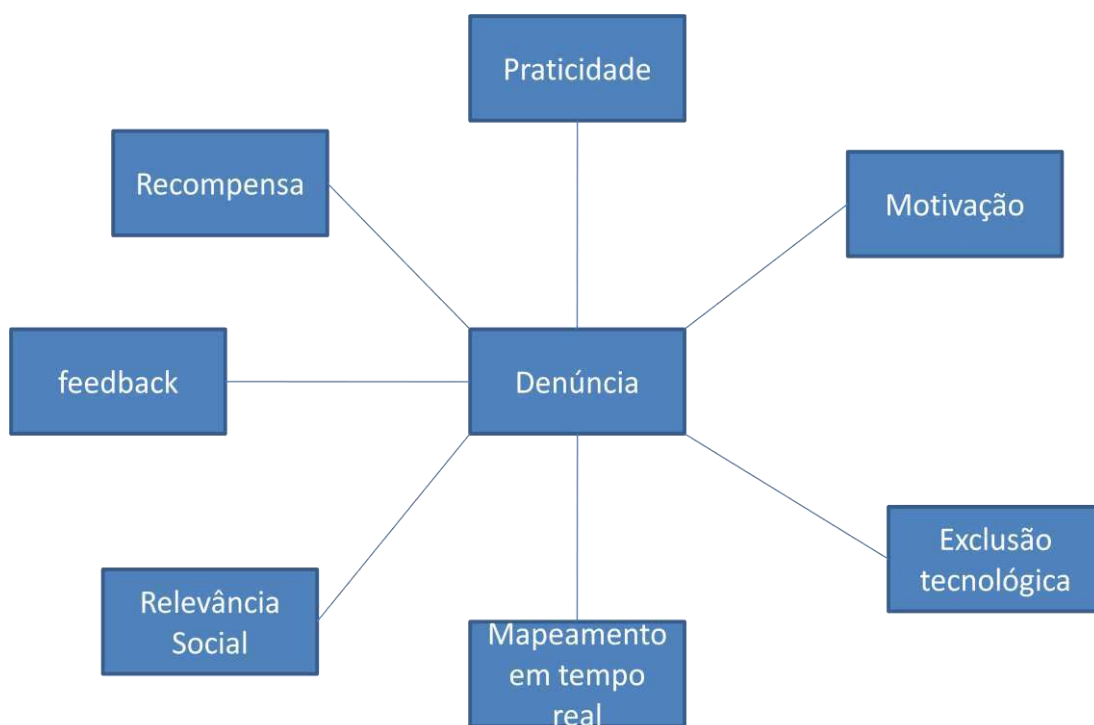 Praticidade
Recompensa
Motivação
feedback
Denúncia
Exclusão
tecnológica
Relevância
Social
Mapeamento
em tempo
real